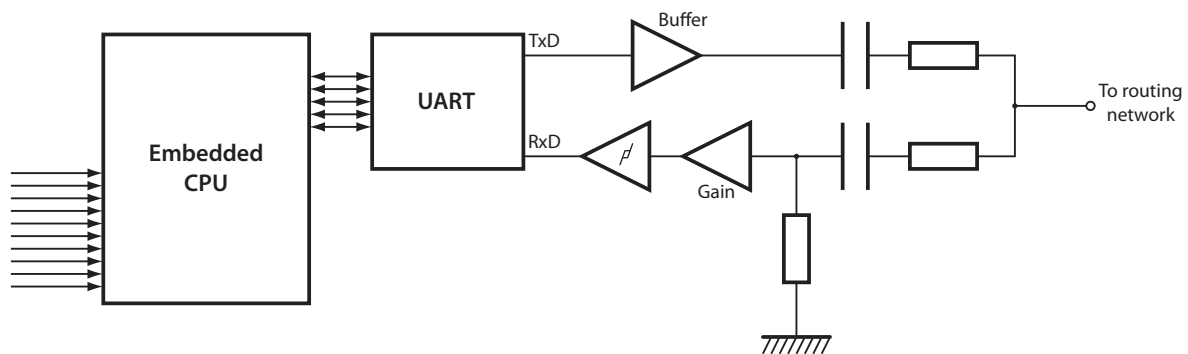 Buffer
TxD
UART
To routing
network
RxD
Embedded
CPU
Gain